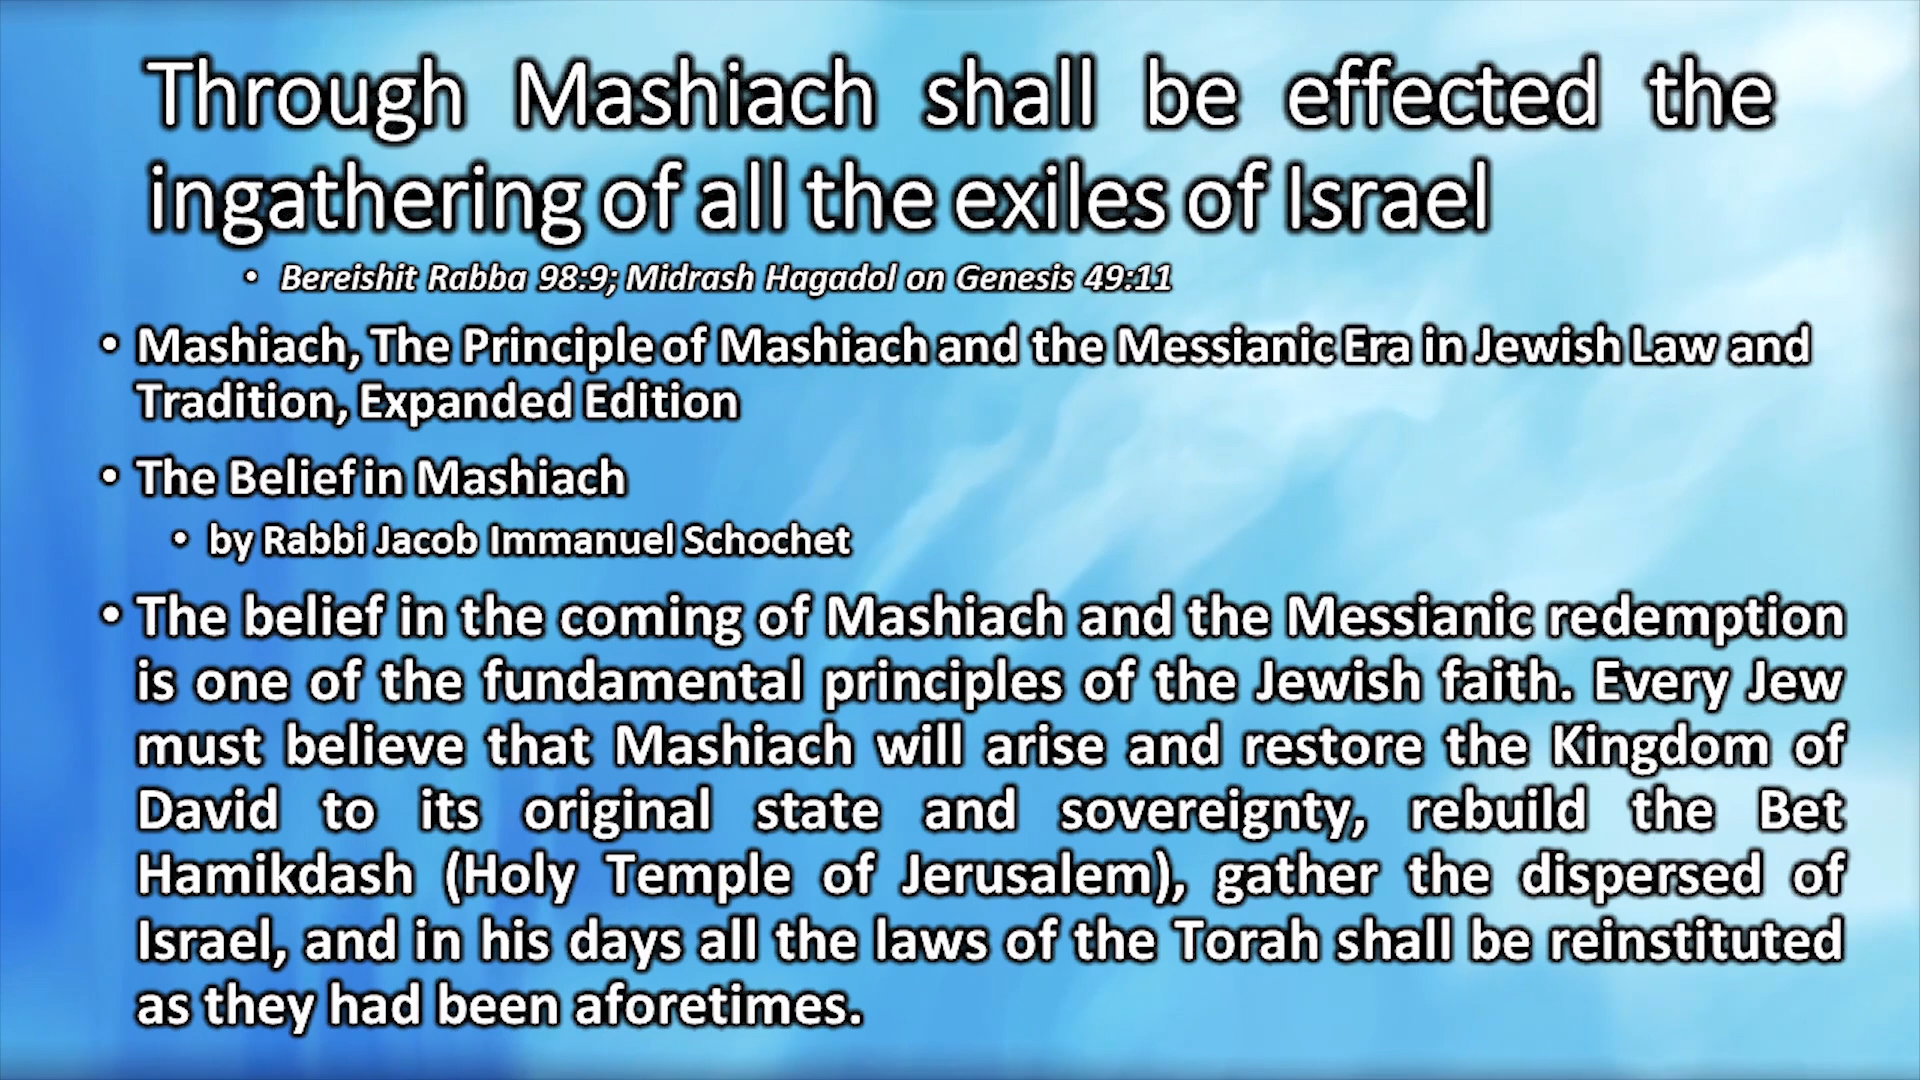 Through Mashiach shall be effected the
ingathering of all the exiles of Israel
• Bereishit Rabba 98:9; Midrash Hagadol on Genesis 49:11
• Mashiach, The Principle of Mashiach and the Messianic Era in Jewish Law and
Tradition, Expanded Edition
• The Belief in Mashiach
• by Rabbi Jacob Immanuel Schochet
• The belief in the coming of Mashiach and the Messianic redemption
is one of the fundamental principles of the Jewish faith. Every Jew
must believe that Mashiach will arise and restore the Kingdom of
David to its original state and sovereignty, rebuild the Bet
Hamikdash (Holy Temple of Jerusalem), gather the dispersed of
Israel, and in his days all the laws of the Torah shall be reinstituted
as they had been aforetimes.